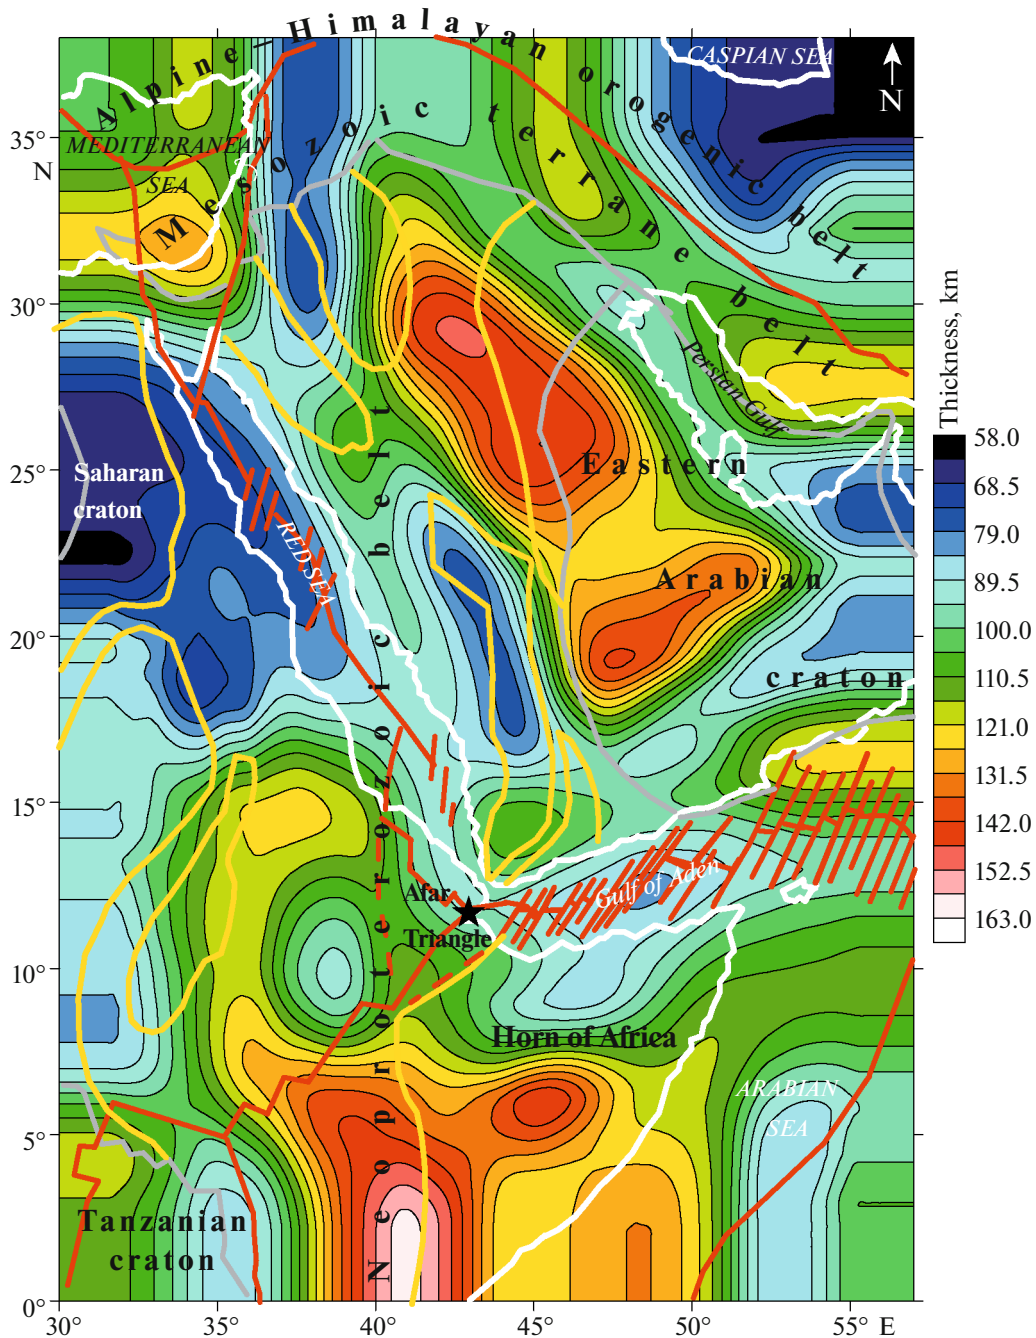 Alpine–Himalayan orogenic belt
Mesozoic terrane belt
CASPIAN SEA
N
35°
N
MEDITERRANEAN
SEA
30°
Persian Gulf
Thickness, km
58.0
68.5
79.0
89.5
100.0
110.5
121.0
131.5
142.0
152.5
163.0
25°
Saharan
craton
Eastern
Arabian
craton
RED SEA
20°
Neoproterozoic belt
15°
Afar
Triangle
Gulf of Aden
10°
Horn of Africa
ARABIAN
SEA
5°
Tanzanian
craton
0°
30° 35° 40° 45° 50° 55° E